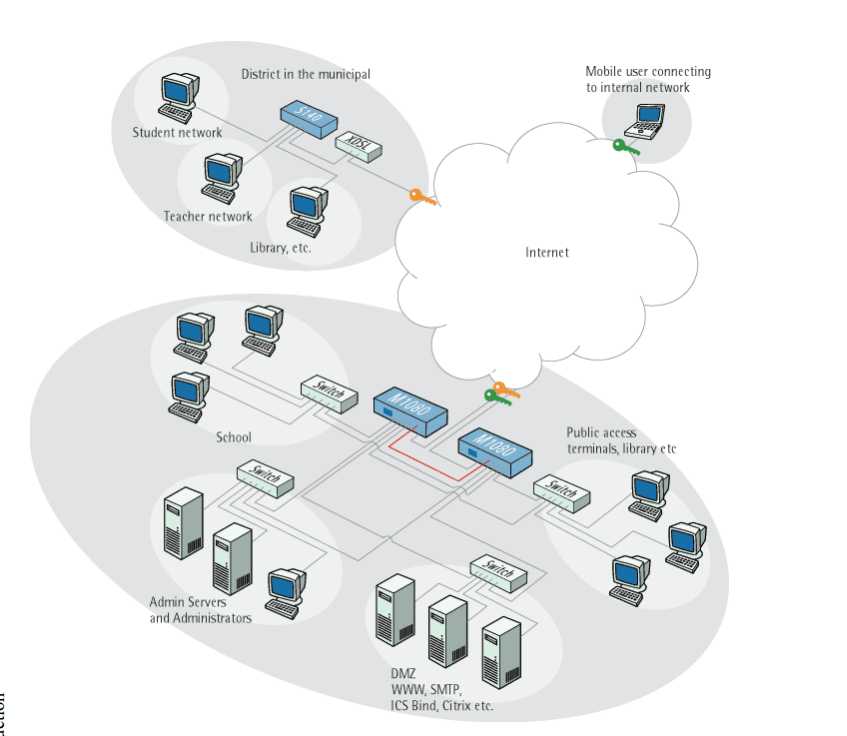 District in the municipal
Mobile user connecting
to internal network
S140
XDSL
Student network
Teacher network
Library, etc.
Internet
Switch
M1080
School
M1080
Public access
terminals, library etc
Switch
Switch
Switch
Admin Servers
and Administrators
DMZ
WWW, SMTP,
ICS Bind, Citrix etc.